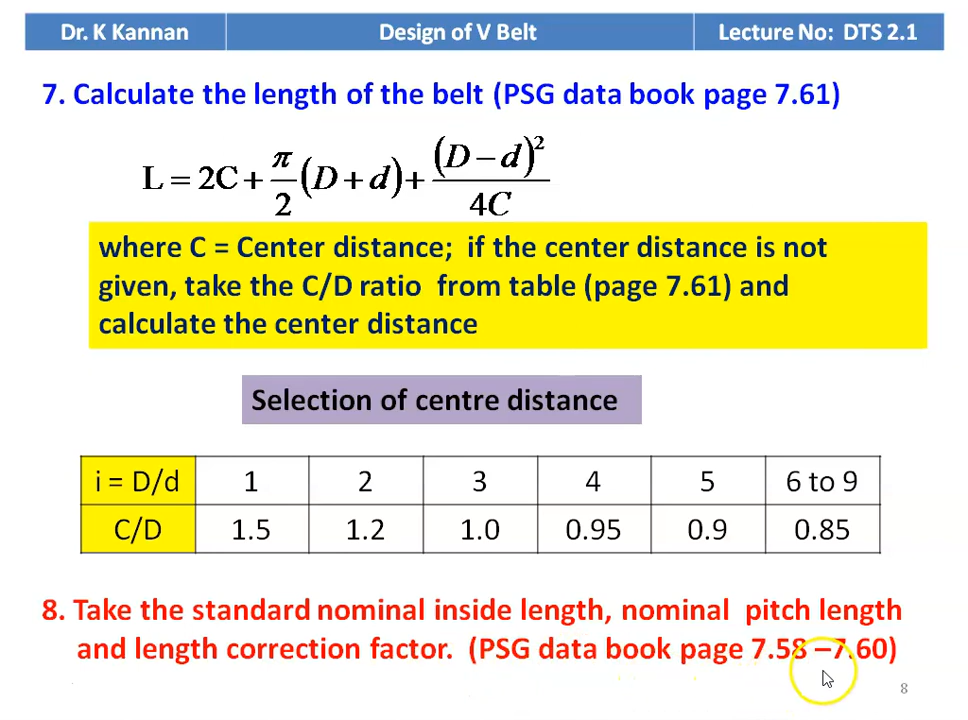 Dr. K Kannan Design of V Belt Lecture No: DTS 2.1
7. Calculate the length of the belt (PSG data book page 7.61)
L = 2C + π/2 (D + d) + (D − d)²/4C
where C = Center distance; if the center distance is not
given, take the C/D ratio from table (page 7.61) and
calculate the center distance
Selection of centre distance
i = D/d 1 2 3 4 5 6 to 9
C/D 1.5 1.2 1.0 0.95 0.9 0.85
8. Take the standard nominal inside length, nominal pitch length
and length correction factor. (PSG data book page 7.58 –7.60)
8